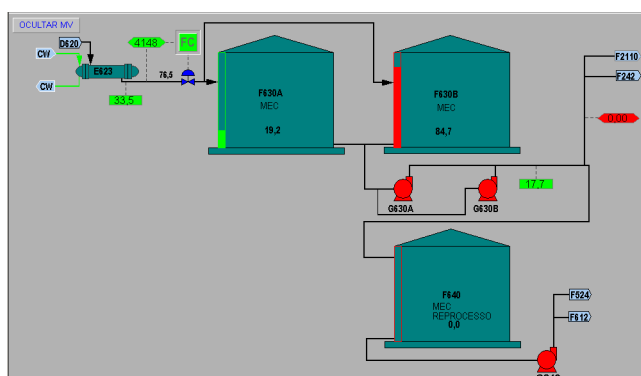 OCULTAR MV
D620
4148
FC
CW
E623
76,5
CW
33,5
F630A
MEC
19,2
F630B
MEC
84,7
F2110
F242
0,00
17,7
G630A
G630B
F640
MEC
REPROCESSO
0,0
F524
F612